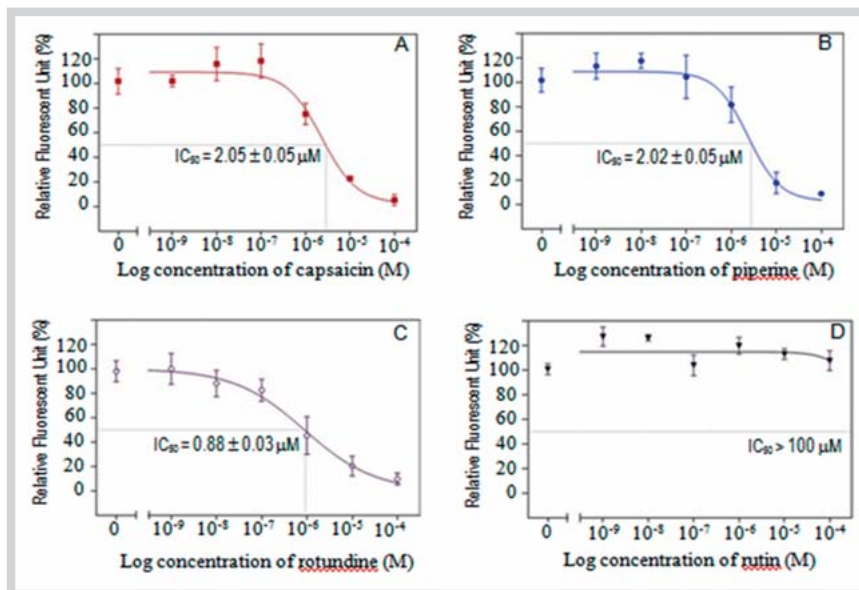 A
Relative Fluorescent Unit (%)
120
100
80
60
40
20
0
IC₅₀ = 2.05 ± 0.05 µM
0 10⁻⁹ 10⁻⁸ 10⁻⁷ 10⁻⁶ 10⁻⁵ 10⁻⁴
Log concentration of capsaicin (M)
B
Relative Fluorescent Unit (%)
120
100
80
60
40
20
0
IC₅₀ = 2.02 ± 0.05 µM
0 10⁻⁹ 10⁻⁸ 10⁻⁷ 10⁻⁶ 10⁻⁵ 10⁻⁴
Log concentration of piperine (M)
C
Relative Fluorescent Unit (%)
120
100
80
60
40
20
0
IC₅₀ = 0.88 ± 0.03 µM
0 10⁻⁹ 10⁻⁸ 10⁻⁷ 10⁻⁶ 10⁻⁵ 10⁻⁴
Log concentration of rotundine (M)
D
Relative Fluorescent Unit (%)
120
100
80
60
40
20
0
IC₅₀ > 100 µM
0 10⁻⁹ 10⁻⁸ 10⁻⁷ 10⁻⁶ 10⁻⁵ 10⁻⁴
Log concentration of rutin (M)